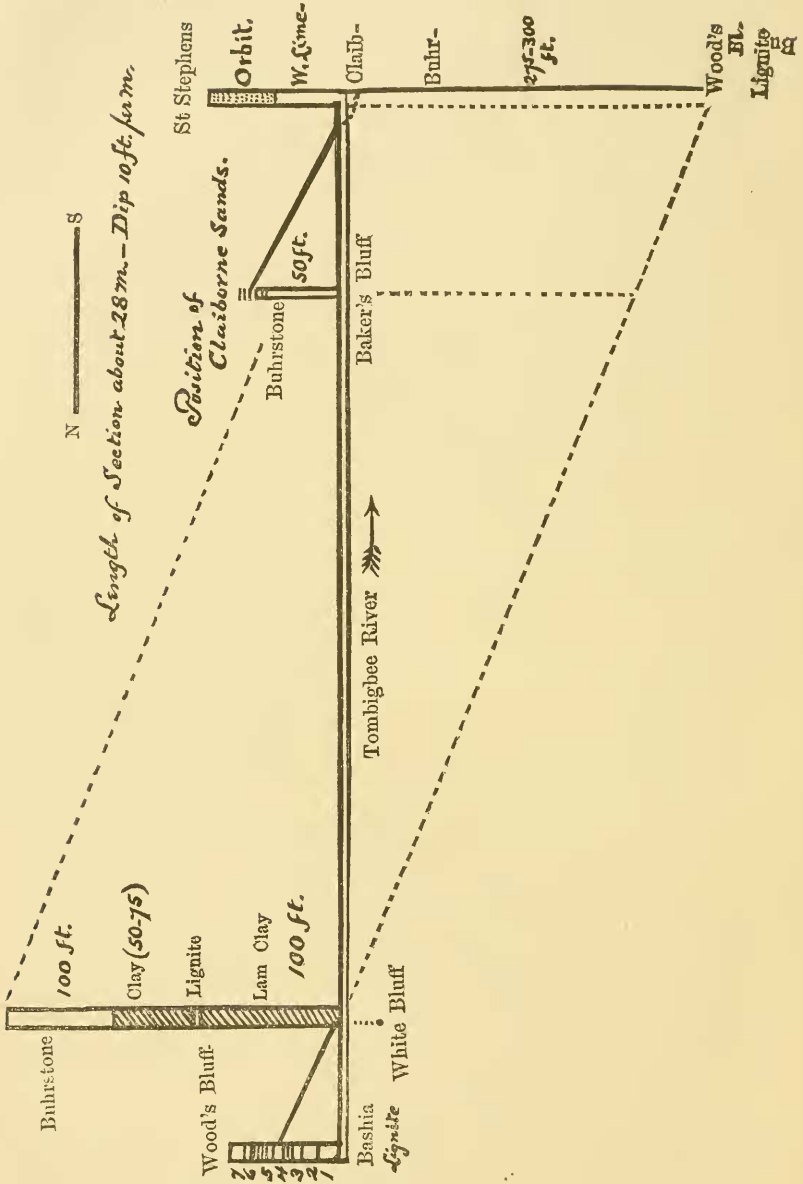 N S
Length of Section about 28 m. — Dip 10 ft. per m.
St Stephens
Orbit.
W. Lime-
Claib-
Buhr-
275-300
ft.
Wood's
Bl.
Lignite
Position of
Claiborne Sands.
50 ft.
Buhrstone
Baker's Bluff
Tombigbee River
Buhrstone
100 ft.
Clay (50-75)
Lignite
Lam Clay
100 ft.
White Bluff
Wood's Bluff-
7
6
5
4
3
2
1
Bashia
Lignite